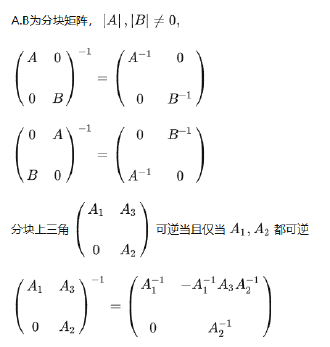 A.B为分块矩阵，|A|,|B| ≠ 0,
\begin{pmatrix} A & 0 \\ 0 & B \end{pmatrix}^{-1} = \begin{pmatrix} A^{-1} & 0 \\ 0 & B^{-1} \end{pmatrix}
\begin{pmatrix} 0 & A \\ B & 0 \end{pmatrix}^{-1} = \begin{pmatrix} 0 & B^{-1} \\ A^{-1} & 0 \end{pmatrix}
分块上三角 \begin{pmatrix} A_1 & A_3 \\ 0 & A_2 \end{pmatrix} 可逆当且仅当 A_1, A_2 都可逆
\begin{pmatrix} A_1 & A_3 \\ 0 & A_2 \end{pmatrix}^{-1} = \begin{pmatrix} A_1^{-1} & -A_1^{-1}A_3A_2^{-1} \\ 0 & A_2^{-1} \end{pmatrix}